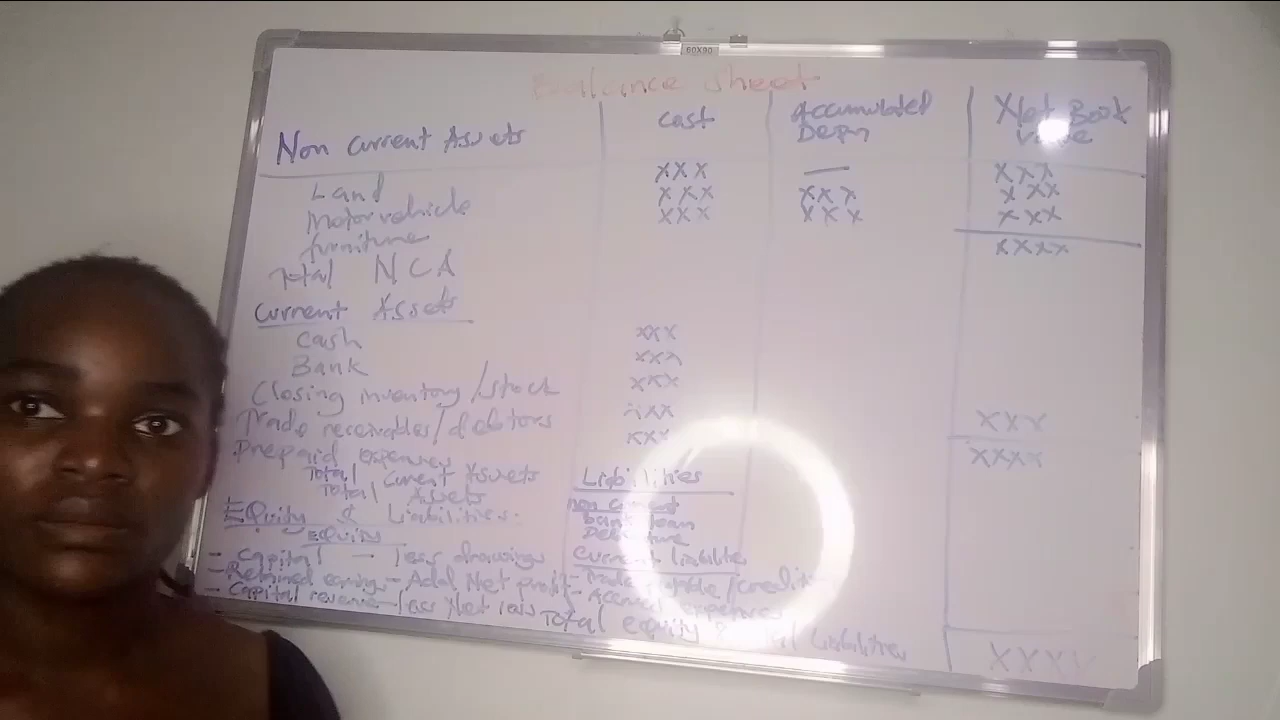 60X90
Balance sheet
Non current Assets cost Accumulated Depn Net Book value
Land XXX — XXX
Motor vehicle XXX XXX XXX
furniture XXX XXX XXX
Total NCA XXXX
Current Assets
Cash XXX
Bank XXX
Closing inventory/stock XXX
Trade receivables/debtors XXX XXX
Prepaid expenses XXX XXXX
Total Current Assets
Total Assets
Equity & Liabilities.
Equity
- Capital - less drawings
- Retained earnings - Add Net profit
- Capital revenue - less Net loss
Liabilities
non current
bank loan
Debenture
Current liabilities
- Trade /credit
- Accrued expenses
Total equity & liabilities XXXX